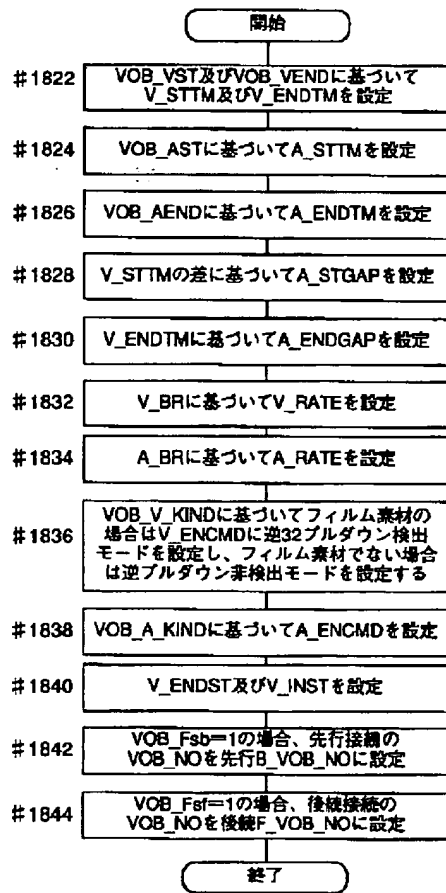 開始
#1822
VOB_VST及びVOB_VENDに基づいて
V_STTM及びV_ENDTMを設定
#1824
VOB_ASTに基づいてA_STTMを設定
#1826
VOB_AENDに基づいてA_ENDTMを設定
#1828
V_STTMの差に基づいてA_STGAPを設定
#1830
V_ENDTMに基づいてA_ENDGAPを設定
#1832
V_BRに基づいてV_RATEを設定
#1834
A_BRに基づいてA_RATEを設定
#1836
VOB_V_KINDに基づいてフィルム素材の
場合はV_ENCMDに逆32プルダウン検出
モードを設定し、フィルム素材でない場合
は逆プルダウン非検出モードを設定する
#1838
VOB_A_KINDに基づいてA_ENCMDを設定
#1840
V_ENDST及びV_INSTを設定
#1842
VOB_Fsb=1の場合、先行接続の
VOB_NOを先行B_VOB_NOに設定
#1844
VOB_Fsf=1の場合、後続接続の
VOB_NOを後続F_VOB_NOに設定
終了